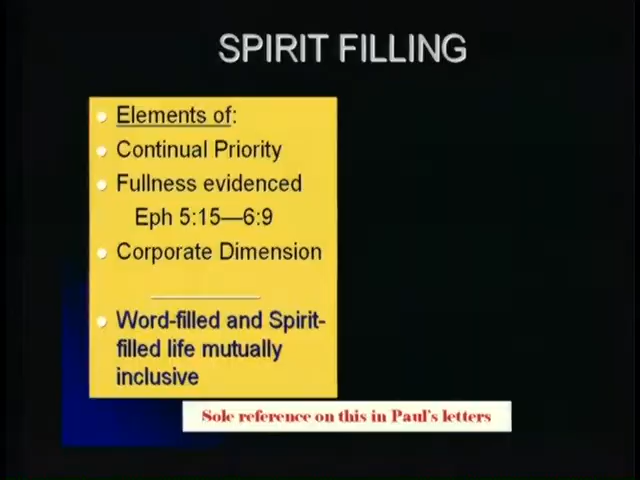 SPIRIT FILLING
Elements of:
Continual Priority
Fullness evidenced
Eph 5:15—6:9
Corporate Dimension
Word-filled and Spirit-
filled life mutually
inclusive
Sole reference on this in Paul's letters